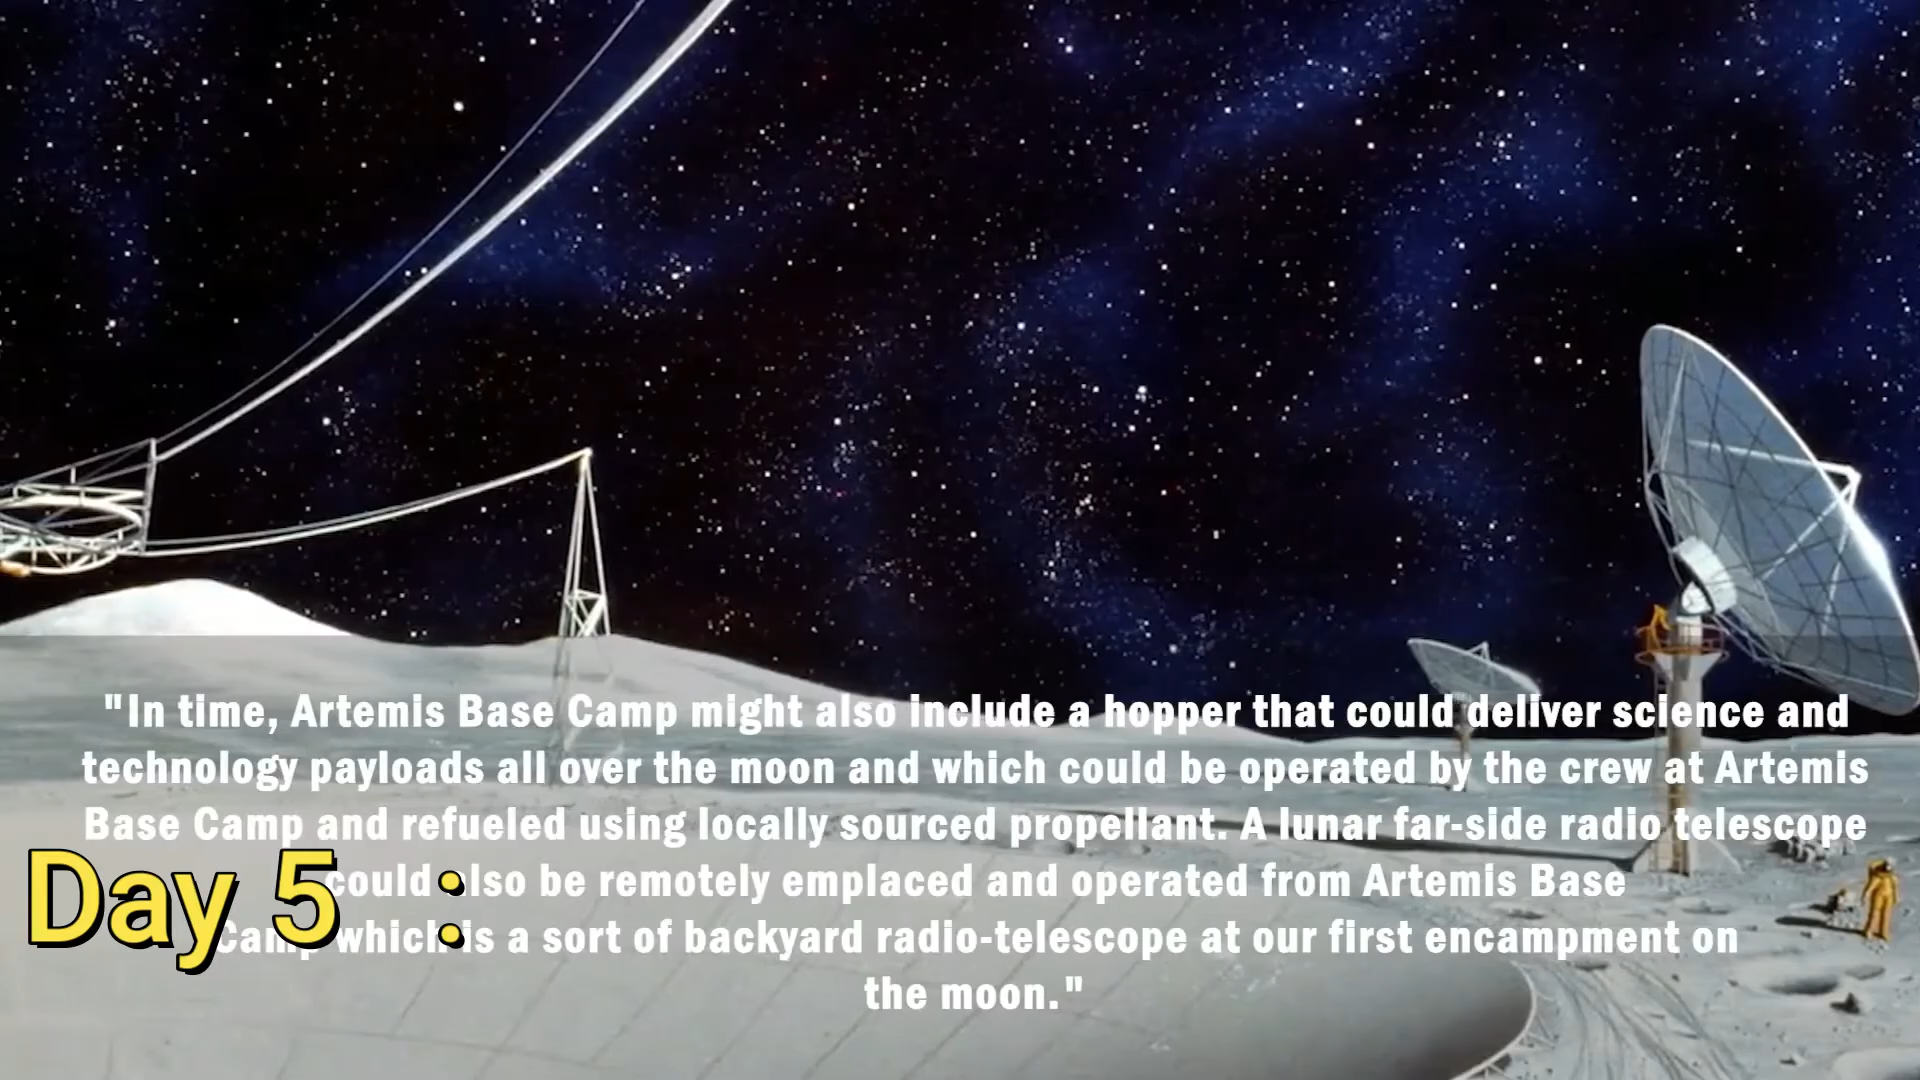 "In time, Artemis Base Camp might also include a hopper that could deliver science and
technology payloads all over the moon and which could be operated by the crew at Artemis
Base Camp and refueled using locally sourced propellant. A lunar far-side radio telescope
could also be remotely emplaced and operated from Artemis Base
Camp which is a sort of backyard radio-telescope at our first encampment on
the moon."
Day 5 :